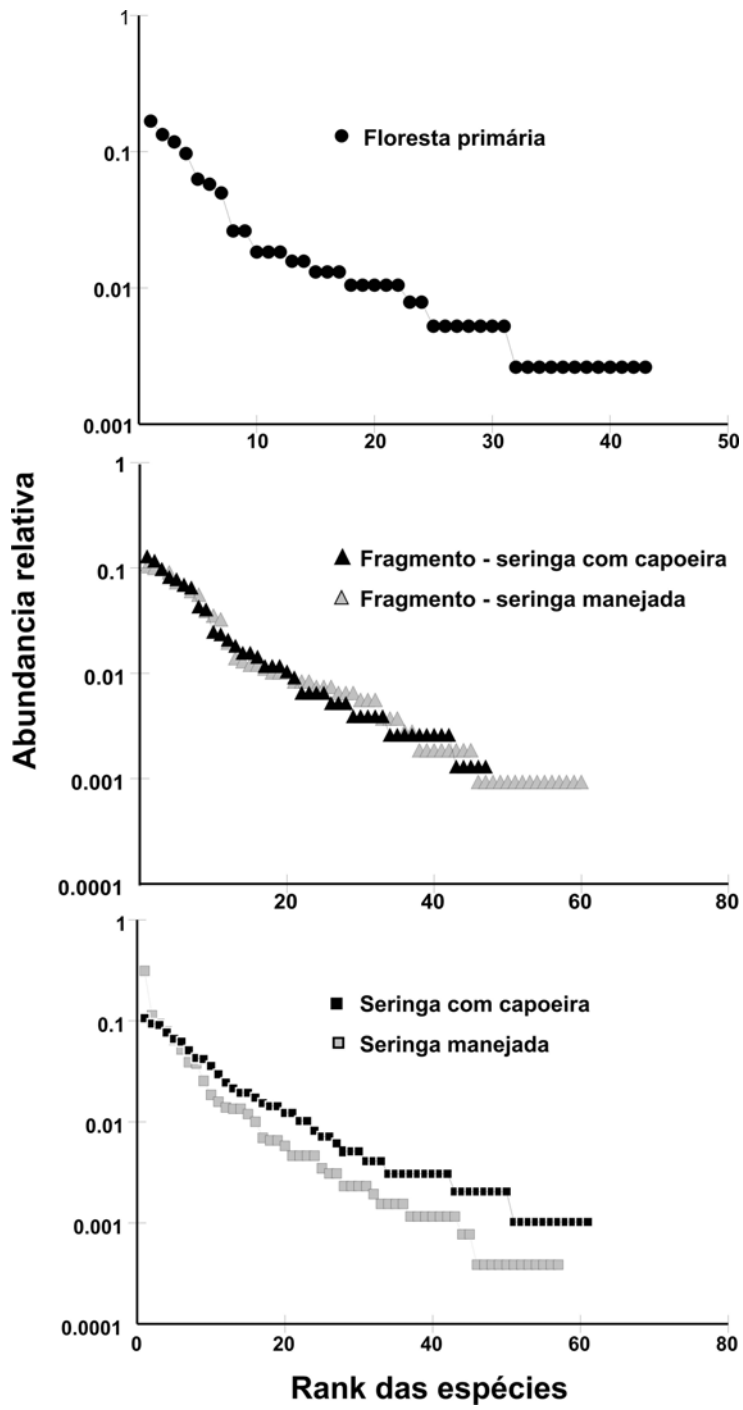 Abundancia relativa
1
0.1
0.01
0.001
Floresta primária
10 20 30 40 50
1
0.1
0.01
0.001
0.0001
Fragmento - seringa com capoeira
Fragmento - seringa manejada
20 40 60 80
1
0.1
0.01
0.001
0.0001
Seringa com capoeira
Seringa manejada
0 20 40 60 80
Rank das espécies